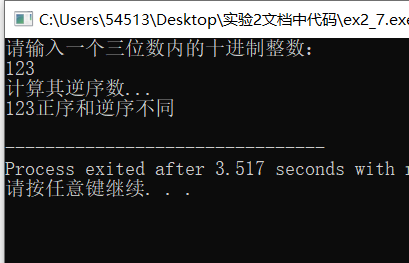 C:\Users\54513\Desktop\实验2文档中代码\ex2_7.exe
请输入一个三位数内的十进制整数:
123
计算其逆序数...
123正序和逆序不同
--------------------------------
Process exited after 3.517 seconds with
请按任意键继续. . .